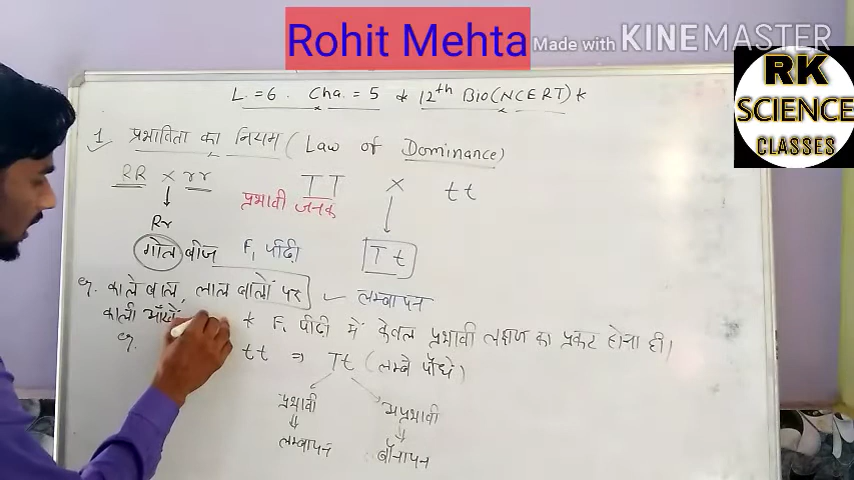 Rohit Mehta
Made with KINEMASTER
RK
SCIENCE
CLASSES
L. = 6 . Cha. = 5 * 12th Bio (NCERT) *
1 प्रभाविता का नियम (Law of Dominance)
RR × rr TT × tt
प्रभावी जनक
Rr
गोल बीज F1 पीढी Tt
eg. काले बाल, लाल बालों पर ✓ लम्बापन
काली आँखें * F1 पीढी में केवल प्रभावी लक्षण का प्रकट होना ही।
eg. tt ⇒ Tt (लम्बे पौधे)
प्रभावी अप्रभावी
लम्बापन बौनापन